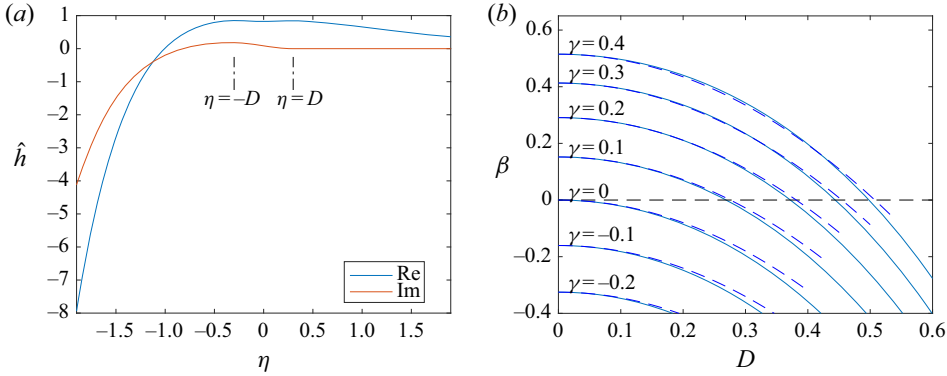 (a)
1
0
−1
−2
−3
−4
−5
−6
−7
−8
ĥ
η = −D
η = D
Re
Im
−1.5
−1.0
−0.5
0
0.5
1.0
1.5
η
(b)
0.6
0.4
0.2
0
−0.2
−0.4
β
γ = 0.4
γ = 0.3
γ = 0.2
γ = 0.1
γ = 0
γ = −0.1
γ = −0.2
0
0.1
0.2
0.3
0.4
0.5
0.6
D